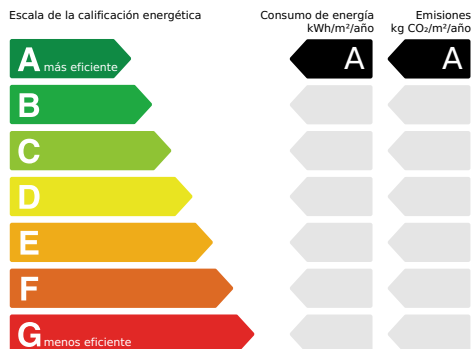 Escala de la calificación energética
Consumo de energía
kWh/m²/año
Emisiones
kg CO₂/m²/año
A más eficiente
A
A
B
C
D
E
F
G menos eficiente